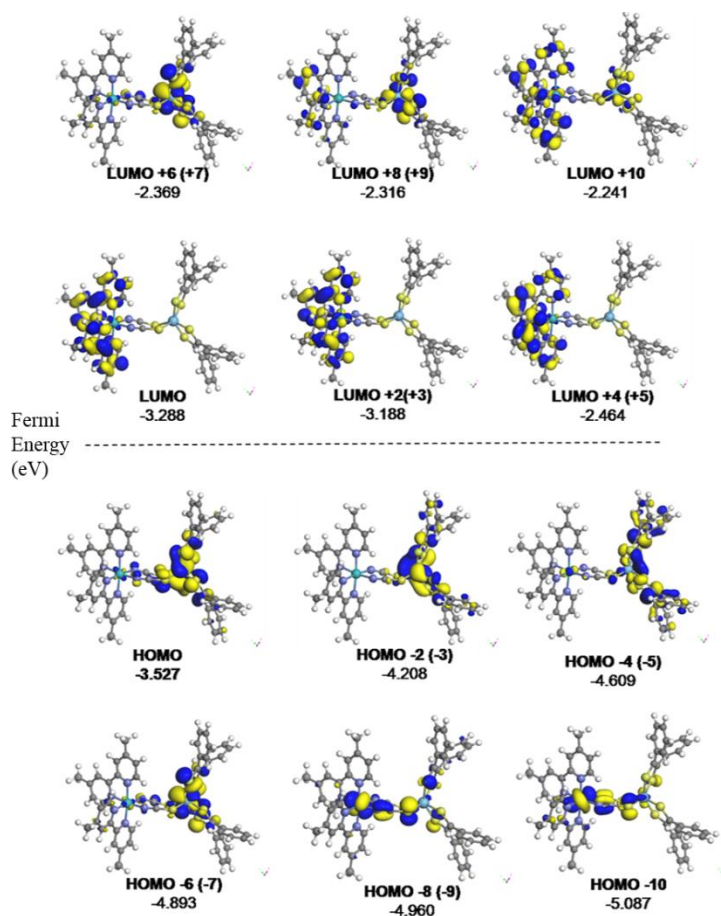 LUMO +6 (+7)
-2.369
LUMO +8 (+9)
-2.316
LUMO +10
-2.241
LUMO
-3.288
LUMO +2(+3)
-3.188
LUMO +4 (+5)
-2.464
Fermi
Energy
(eV)
HOMO
-3.527
HOMO -2 (-3)
-4.208
HOMO -4 (-5)
-4.609
HOMO -6 (-7)
-4.893
HOMO -8 (-9)
-4.960
HOMO -10
-5.087